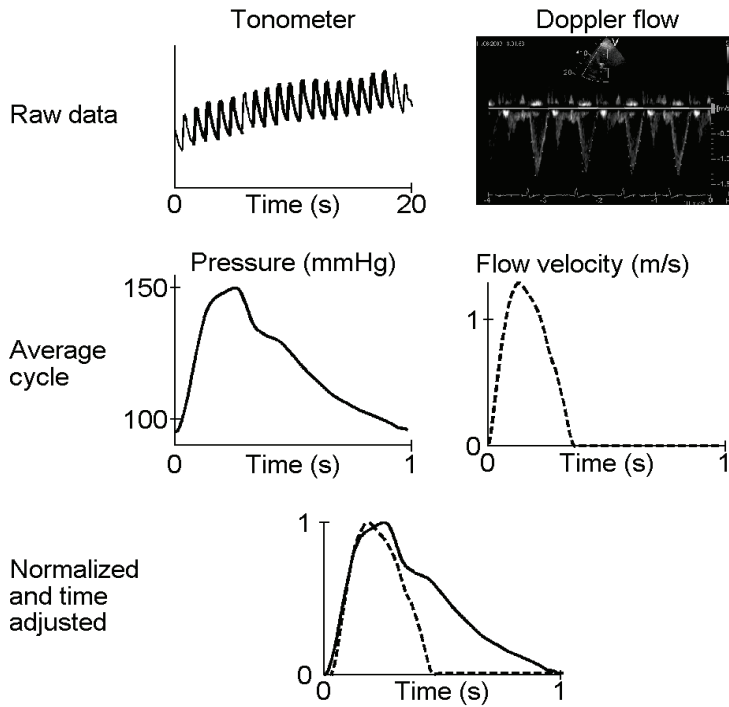 Tonometer
Doppler flow
Raw data
0
Time (s)
20
Pressure (mmHg)
Flow velocity (m/s)
150
1
Average
cycle
100
0
0
Time (s)
1
0
Time (s)
1
1
Normalized
and time
adjusted
0
0
Time (s)
1